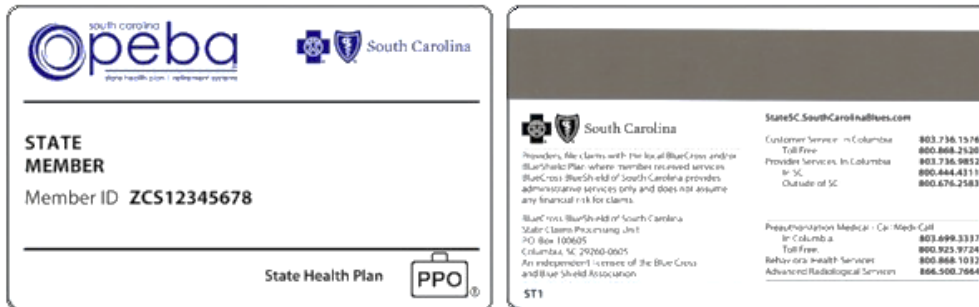 south carolina
peba
state health plan | retirement systems
South Carolina
STATE
MEMBER
Member ID ZCS12345678
State Health Plan
PPO
®
South Carolina
Providers, file claims with the local BlueCross and/or
BlueShield Plan where member received services.
BlueCross BlueShield of South Carolina provides
administrative services only and does not assume
any financial risk for claims.
BlueCross BlueShield of South Carolina
State Claims Processing Unit
P.O. Box 100605
Columbia, SC 29260-0605
An independent licensee of the Blue Cross
and Blue Shield Association
ST1
StateSC.SouthCarolinaBlues.com
Customer Service In Columbia 803.736.1576
Toll Free 800.868.2520
Provider Services, In Columbia 803.736.9852
In SC 800.444.4311
Outside of SC 800.676.2583
Preauthorization Medical - Call Medi-Call
In Columbia 803.699.3337
Toll Free 800.925.9724
Behavioral Health Services 800.868.1032
Advanced Radiological Services 866.500.7664